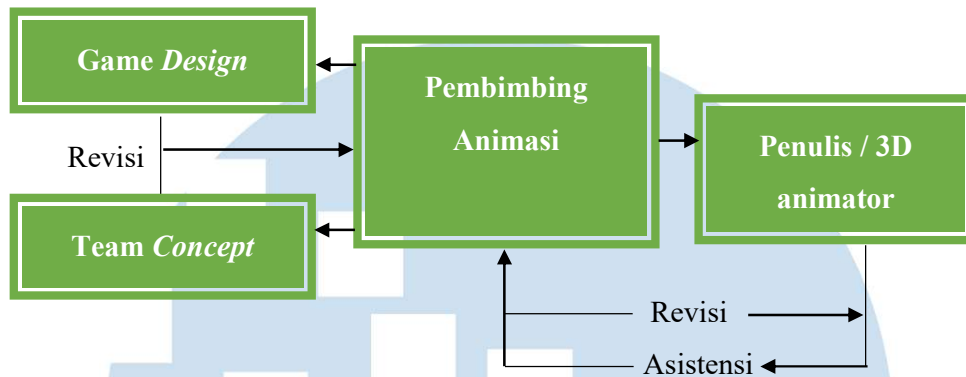 Game Design
Pembimbing
Animasi
Penulis / 3D
animator
Revisi
Team Concept
Revisi
Asistensi